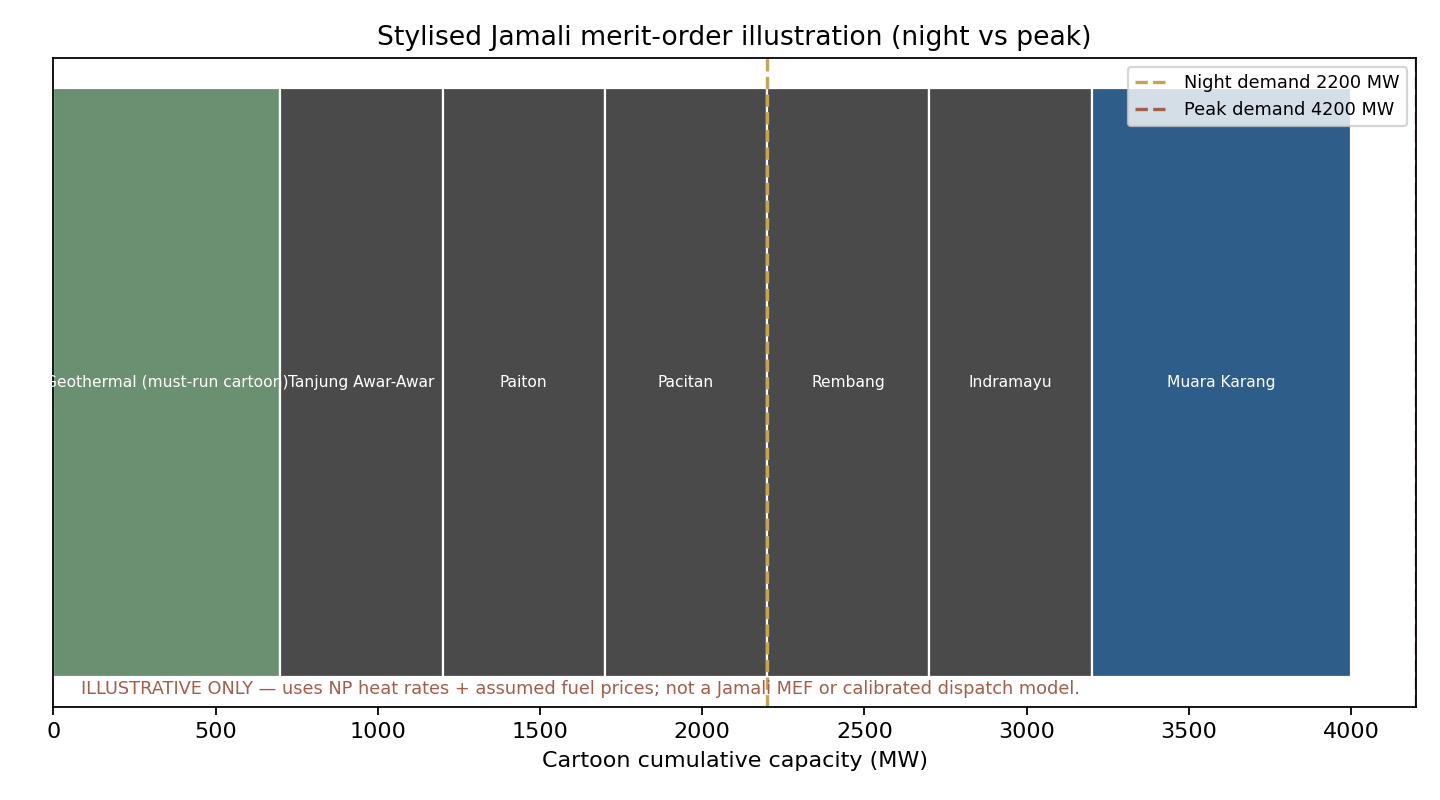 Stylised Jamali merit-order illustration (night vs peak)
Night demand 2200 MW
Peak demand 4200 MW
Geothermal (must-run cartoon)
Tanjung Awar-Awar
Paiton
Pacitan
Rembang
Indramayu
Muara Karang
ILLUSTRATIVE ONLY — uses NP heat rates + assumed fuel prices; not a Jamali MEF or calibrated dispatch model.
0 500 1000 1500 2000 2500 3000 3500 4000
Cartoon cumulative capacity (MW)